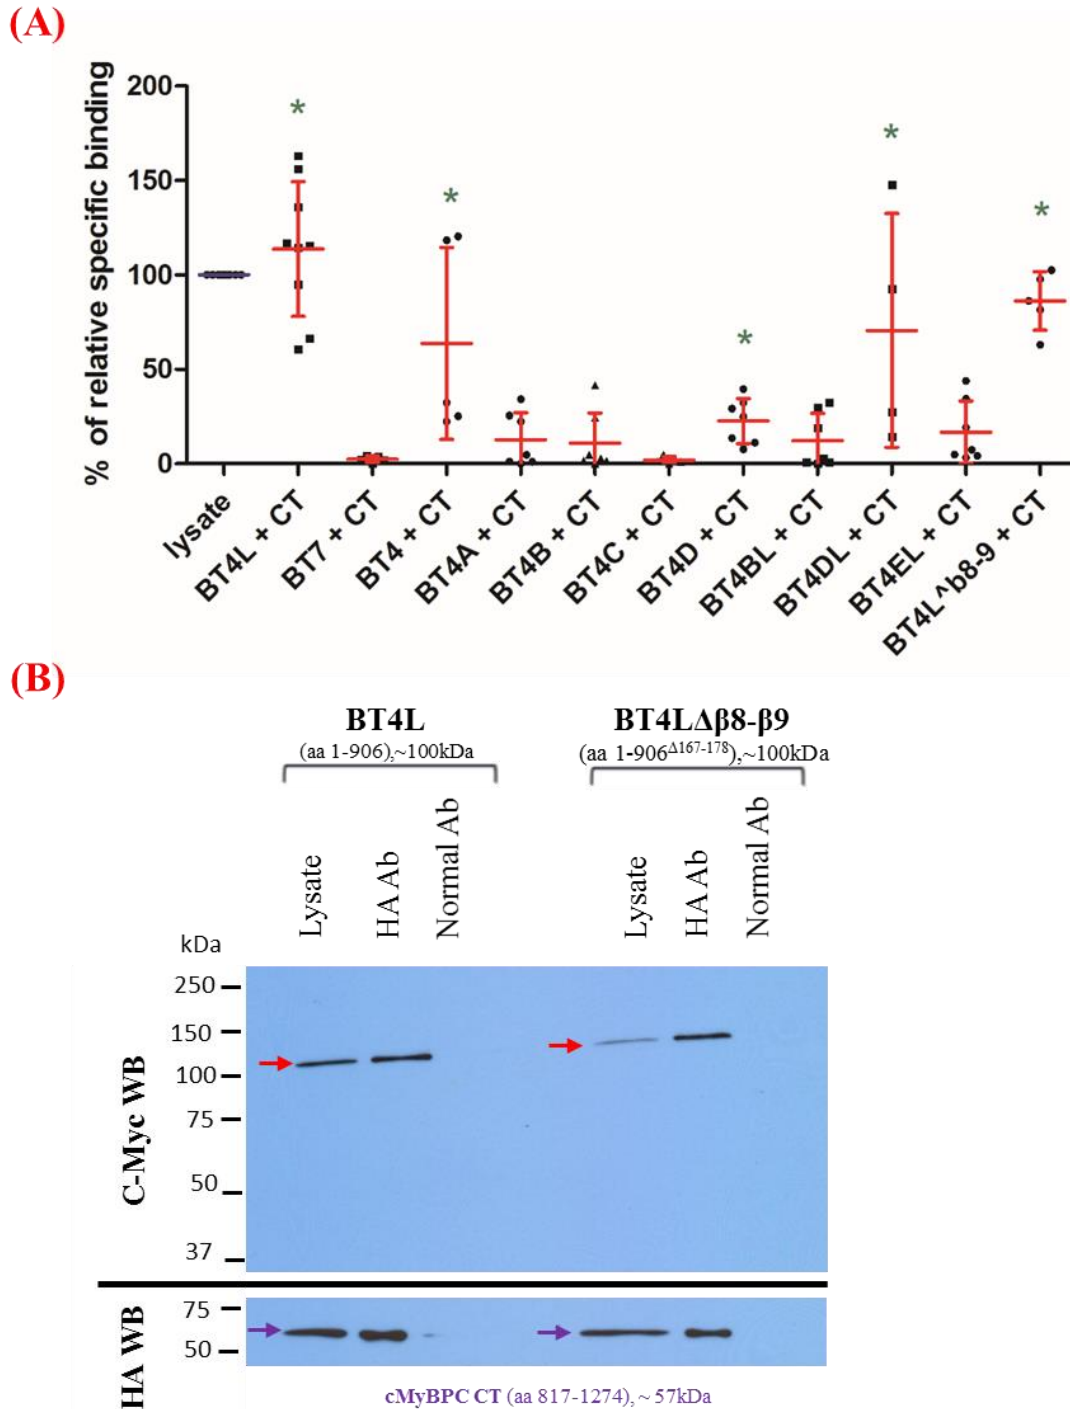 (A)
% of relative specific binding
200
150
100
50
0
*
*
*
*
*
lysate
BT4L + CT
BT7 + CT
BT4 + CT
BT4A + CT
BT4B + CT
BT4C + CT
BT4D + CT
BT4BL + CT
BT4DL + CT
BT4EL + CT
BT4L^b8-9 + CT
(B)
BT4L
(aa 1-906),~100kDa
BT4LΔβ8-β9
(aa 1-906Δ167-178),~100kDa
Lysate
HA Ab
Normal Ab
Lysate
HA Ab
Normal Ab
kDa
250
150
100
75
50
37
C-Myc WB
75
50
HA WB
cMyBPC CT (aa 817-1274), ~ 57kDa